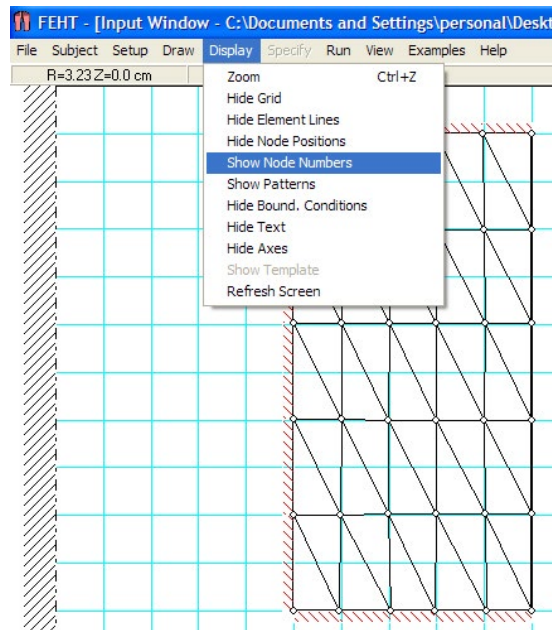 FEHT - [Input Window - C:\Documents and Settings\personal\Deskt
File Subject Setup Draw Display Specify Run View Examples Help
R=3.23 Z=0.0 cm
Zoom Ctrl+Z
Hide Grid
Hide Element Lines
Hide Node Positions
Show Node Numbers
Show Patterns
Hide Bound. Conditions
Hide Text
Hide Axes
Show Template
Refresh Screen